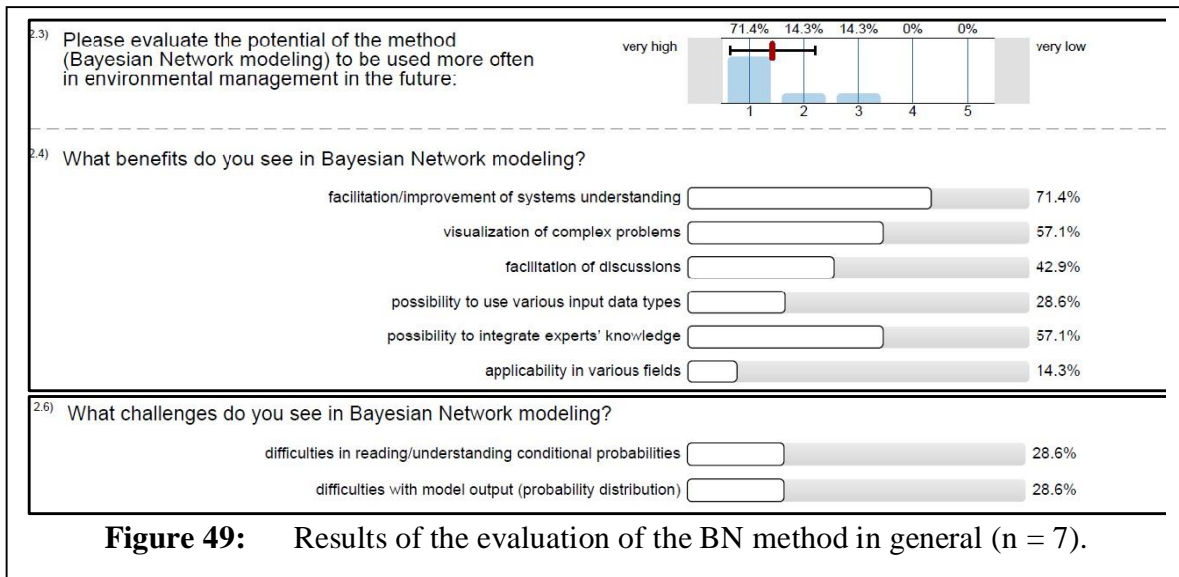 71.4% 14.3% 14.3% 0% 0%
2.3) Please evaluate the potential of the method
(Bayesian Network modeling) to be used more often
in environmental management in the future:
very high
very low
1 2 3 4 5
2.4) What benefits do you see in Bayesian Network modeling?
facilitation/improvement of systems understanding 71.4%
visualization of complex problems 57.1%
facilitation of discussions 42.9%
possibility to use various input data types 28.6%
possibility to integrate experts' knowledge 57.1%
applicability in various fields 14.3%
2.6) What challenges do you see in Bayesian Network modeling?
difficulties in reading/understanding conditional probabilities 28.6%
difficulties with model output (probability distribution) 28.6%
Figure 49: Results of the evaluation of the BN method in general (n = 7).